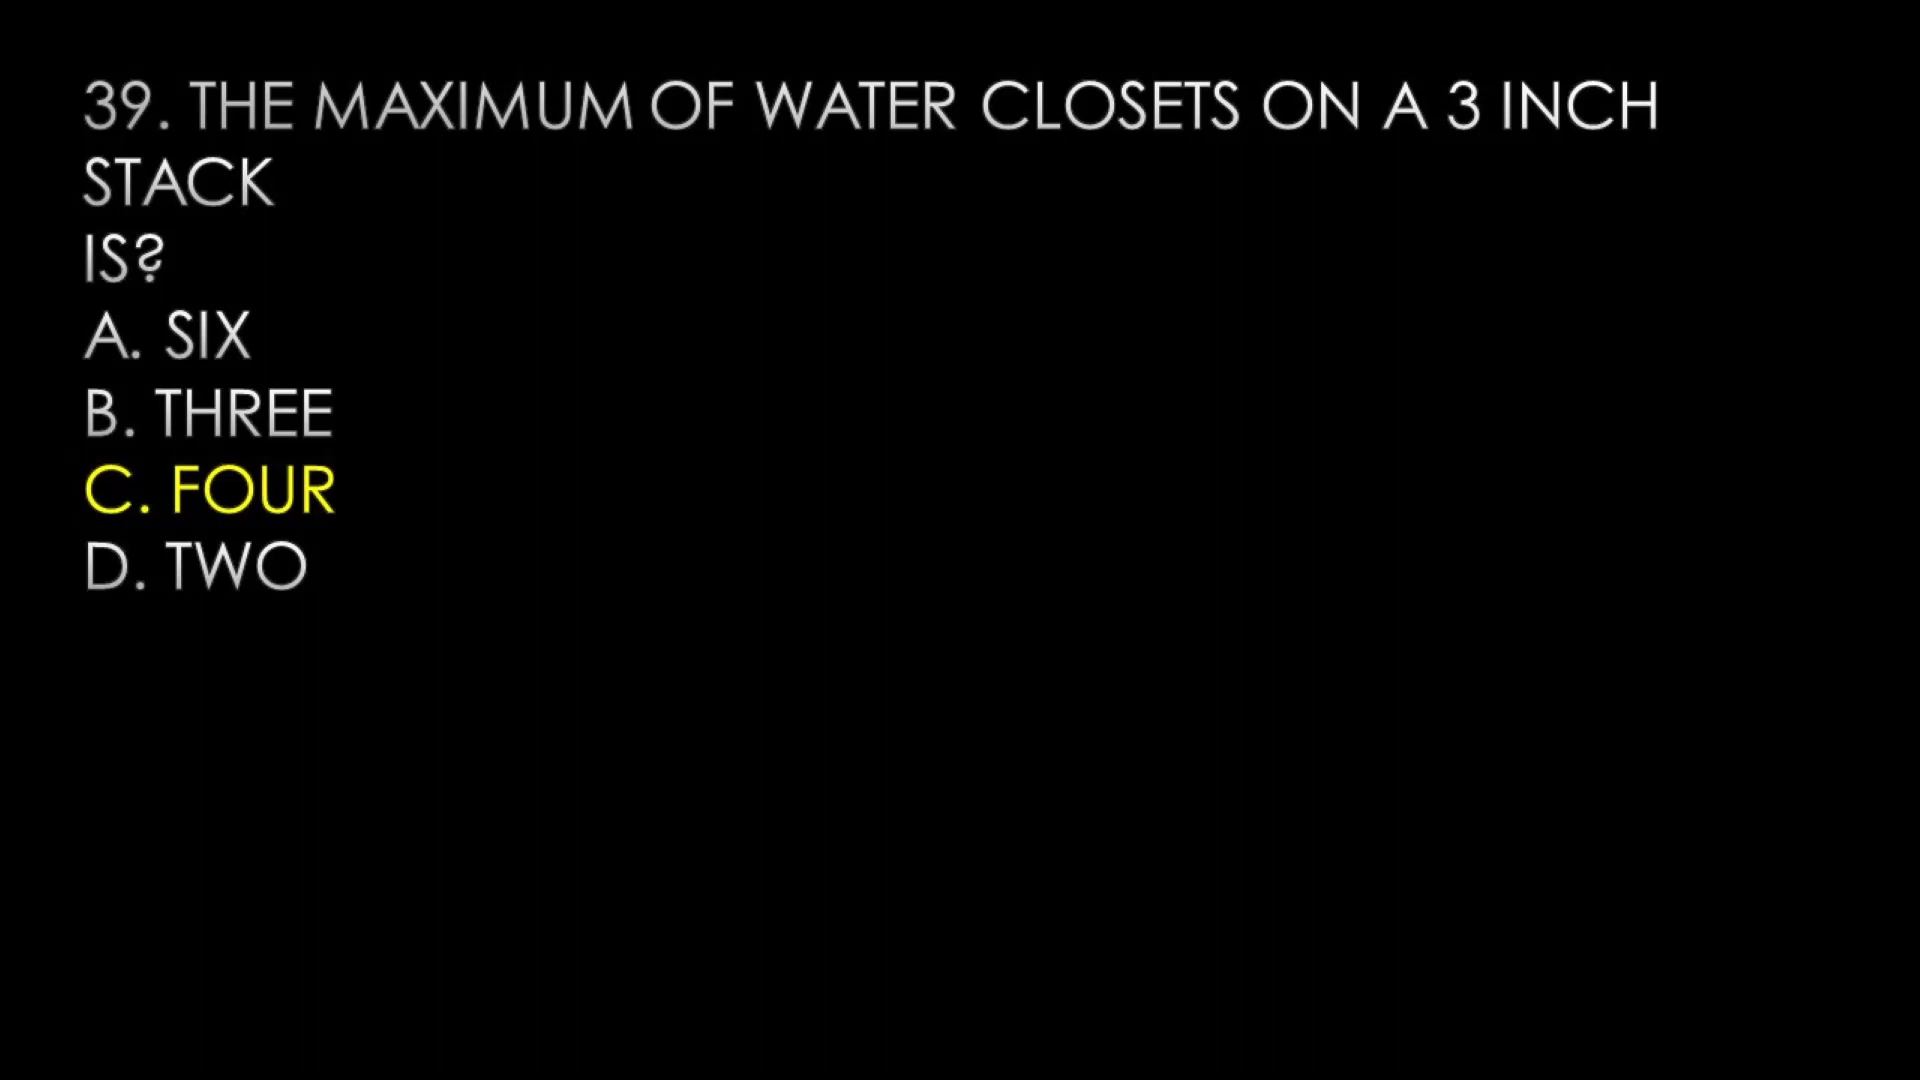 39. THE MAXIMUM OF WATER CLOSETS ON A 3 INCH
STACK
IS?
A. SIX
B. THREE
C. FOUR
D. TWO